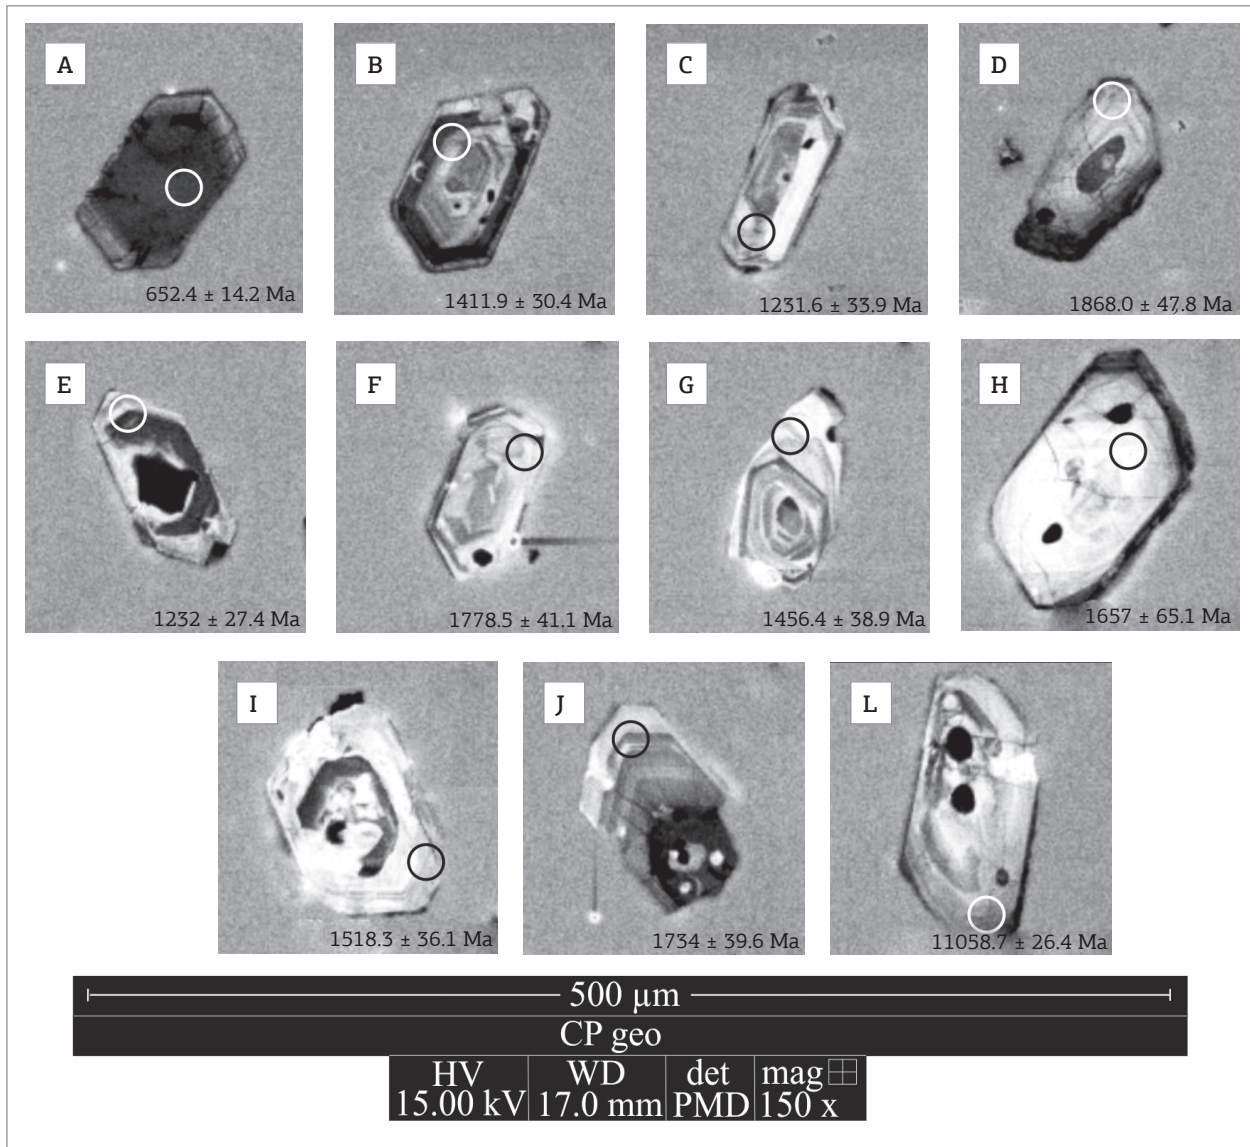 A
652.4 ± 14.2 Ma
B
1411.9 ± 30.4 Ma
C
1231.6 ± 33.9 Ma
D
1868.0 ± 47.8 Ma
E
1232 ± 27.4 Ma
F
1778.5 ± 41.1 Ma
G
1456.4 ± 38.9 Ma
H
1657 ± 65.1 Ma
I
1518.3 ± 36.1 Ma
J
1734 ± 39.6 Ma
L
11058.7 ± 26.4 Ma
500 µm
CP geo
HV WD det mag
15.00 kV 17.0 mm PMD 150 x